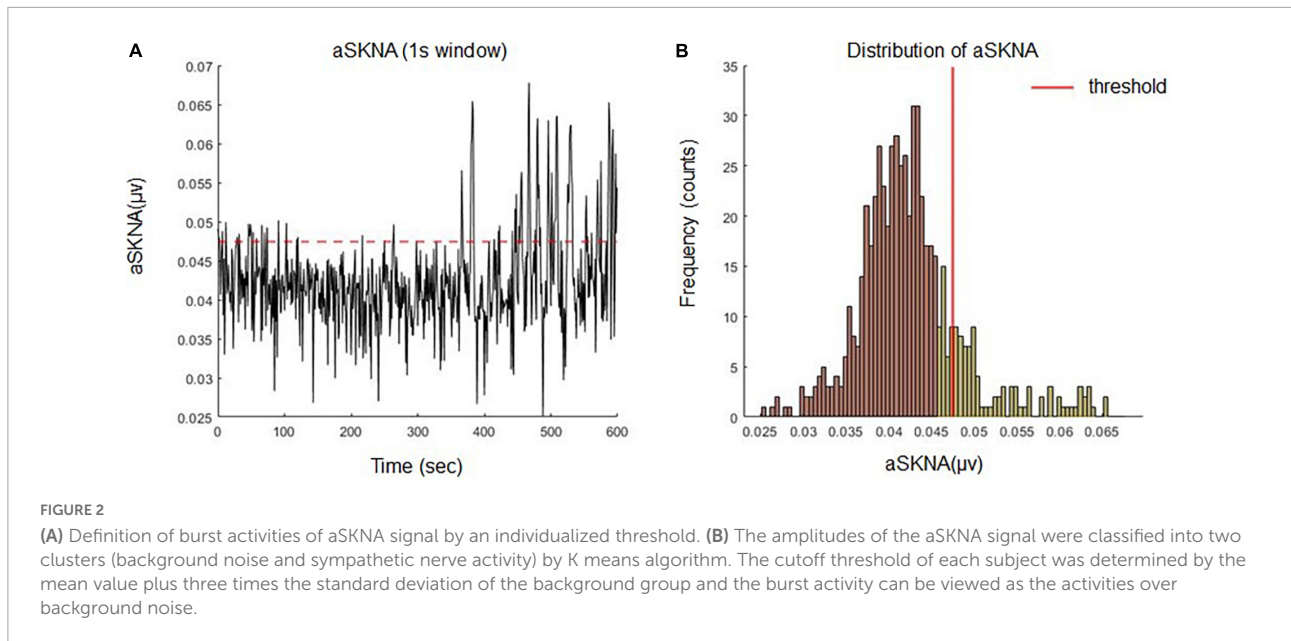 A
aSKNA (1s window)
0.07
0.065
0.06
0.055
0.05
0.045
0.04
0.035
0.03
0.025
aSKNA(μv)
0 100 200 300 400 500 600
Time (sec)
B
Distribution of aSKNA
threshold
35
30
25
20
15
10
5
0
Frequency (counts)
0.025 0.03 0.035 0.04 0.045 0.05 0.055 0.06 0.065
aSKNA(μv)
FIGURE 2
(A) Definition of burst activities of aSKNA signal by an individualized threshold. (B) The amplitudes of the aSKNA signal were classified into two
clusters (background noise and sympathetic nerve activity) by K means algorithm. The cutoff threshold of each subject was determined by the
mean value plus three times the standard deviation of the background group and the burst activity can be viewed as the activities over
background noise.